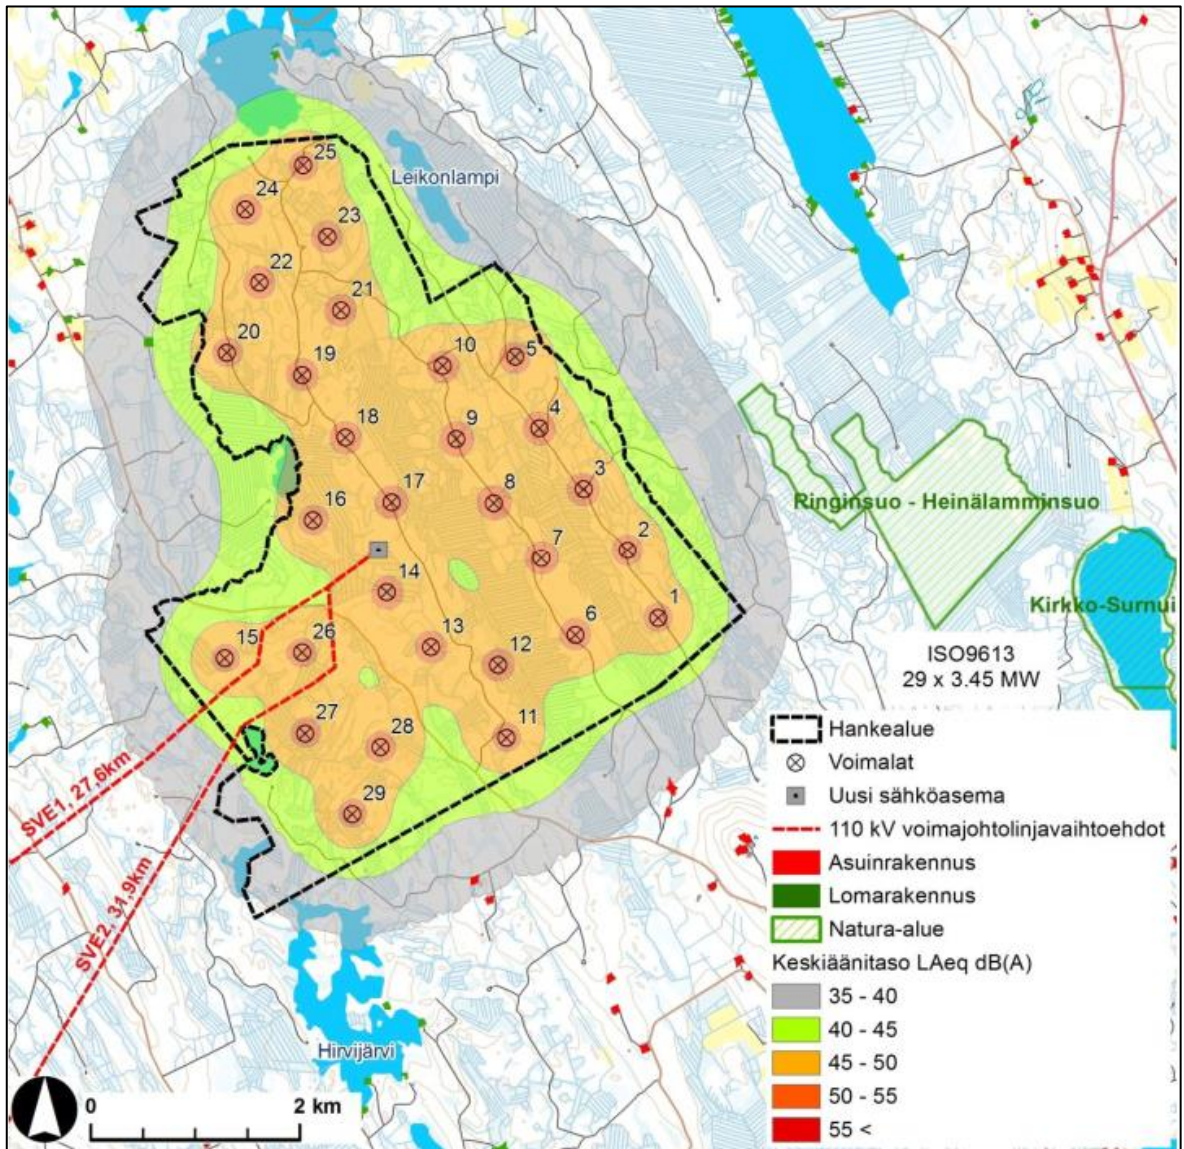 25
24
Leikonlampi
23
22
21
20
19
10
5
18
9
4
17
8
3
Ringinsuo - Heinälamminsuo
16
7
2
14
1
Kirkko-Surnui
15
26
13
12
6
27
28
11
29
SVE1, 27,6km
SVE2, 31,9km
Hirvijärvi
0 2 km
ISO9613
29 x 3.45 MW
Hankealue
Voimalat
Uusi sähköasema
110 kV voimajohtolinjavaihtoehdot
Asuinrakennus
Lomarakennus
Natura-alue
Keskiäänitaso LAeq dB(A)
35 - 40
40 - 45
45 - 50
50 - 55
55 <